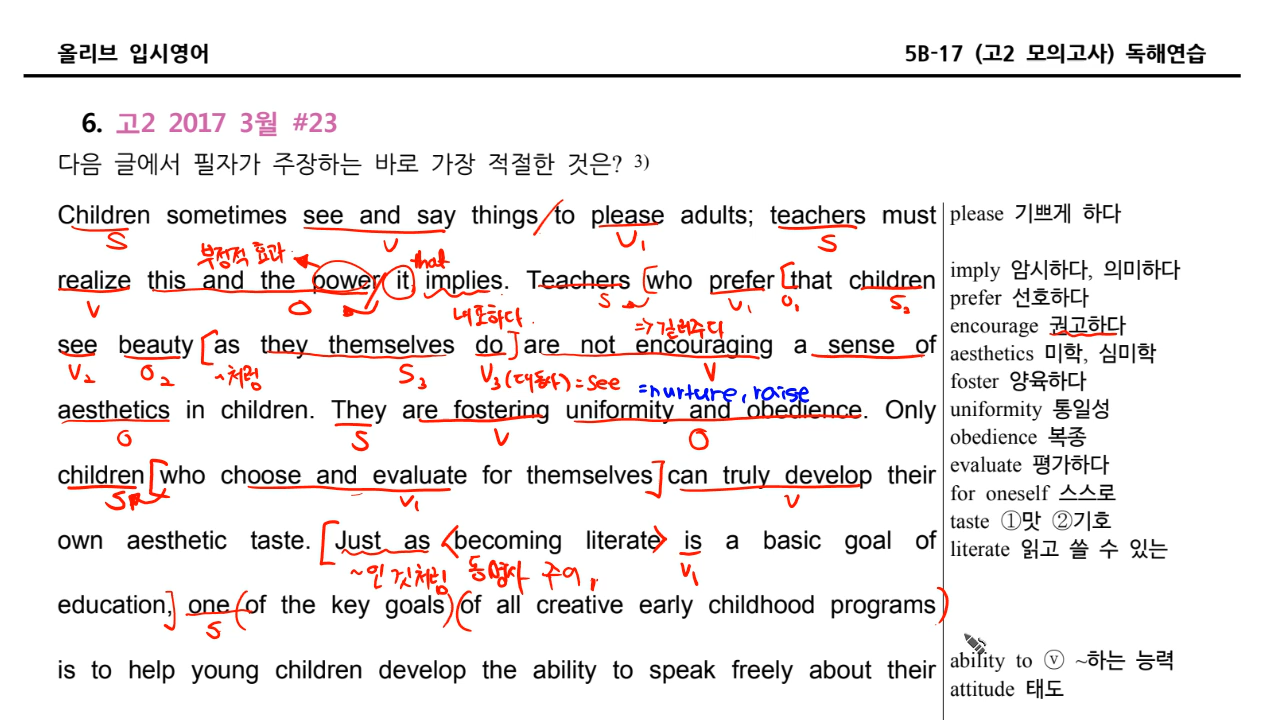 올리브 입시영어
5B-17 (고2 모의고사) 독해연습
6. 고2 2017 3월 #23
다음 글에서 필자가 주장하는 바로 가장 적절한 것은? 3)
Children sometimes see and say things to please adults; teachers must
S V V₁ S
부정적 효과 that
realize this and the power it implies. Teachers who prefer that children
V O S V₁ O₁ S₂
내포하다. ⇒길러주다
see beauty as they themselves do are not encouraging a sense of
V₂ O₂ ~처럼 S₃ V₃(대동사)=see V
=nurture, raise
aesthetics in children. They are fostering uniformity and obedience. Only
O S V O
children who choose and evaluate for themselves can truly develop their
S V₁ V
own aesthetic taste. Just as <becoming literate> is a basic goal of
~인 것처럼 동명사 주어, V₁
education, one (of the key goals) (of all creative early childhood programs)
S
is to help young children develop the ability to speak freely about their
please 기쁘게 하다
imply 암시하다, 의미하다
prefer 선호하다
encourage 권고하다
aesthetics 미학, 심미학
foster 양육하다
uniformity 통일성
obedience 복종
evaluate 평가하다
for oneself 스스로
taste ①맛 ②기호
literate 읽고 쓸 수 있는
ability to ⓥ ~하는 능력
attitude 태도